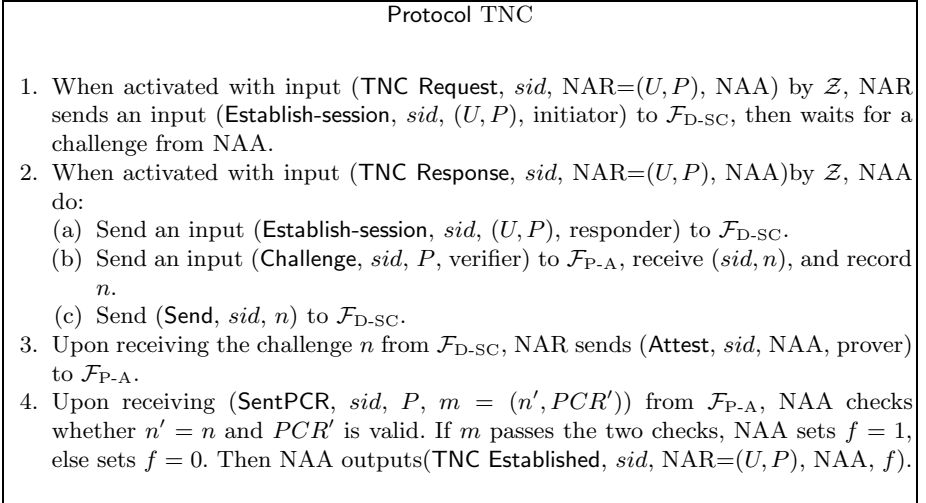 Protocol TNC
1. When activated with input (TNC Request, sid, NAR=(U, P), NAA) by Z, NAR
sends an input (Establish-session, sid, (U, P), initiator) to F_D-SC, then waits for a
challenge from NAA.
2. When activated with input (TNC Response, sid, NAR=(U, P), NAA)by Z, NAA
do:
(a) Send an input (Establish-session, sid, (U, P), responder) to F_D-SC.
(b) Send an input (Challenge, sid, P, verifier) to F_P-A, receive (sid, n), and record
n.
(c) Send (Send, sid, n) to F_D-SC.
3. Upon receiving the challenge n from F_D-SC, NAR sends (Attest, sid, NAA, prover)
to F_P-A.
4. Upon receiving (SentPCR, sid, P, m = (n′, PCR′)) from F_P-A, NAA checks
whether n′ = n and PCR′ is valid. If m passes the two checks, NAA sets f = 1,
else sets f = 0. Then NAA outputs(TNC Established, sid, NAR=(U, P), NAA, f).